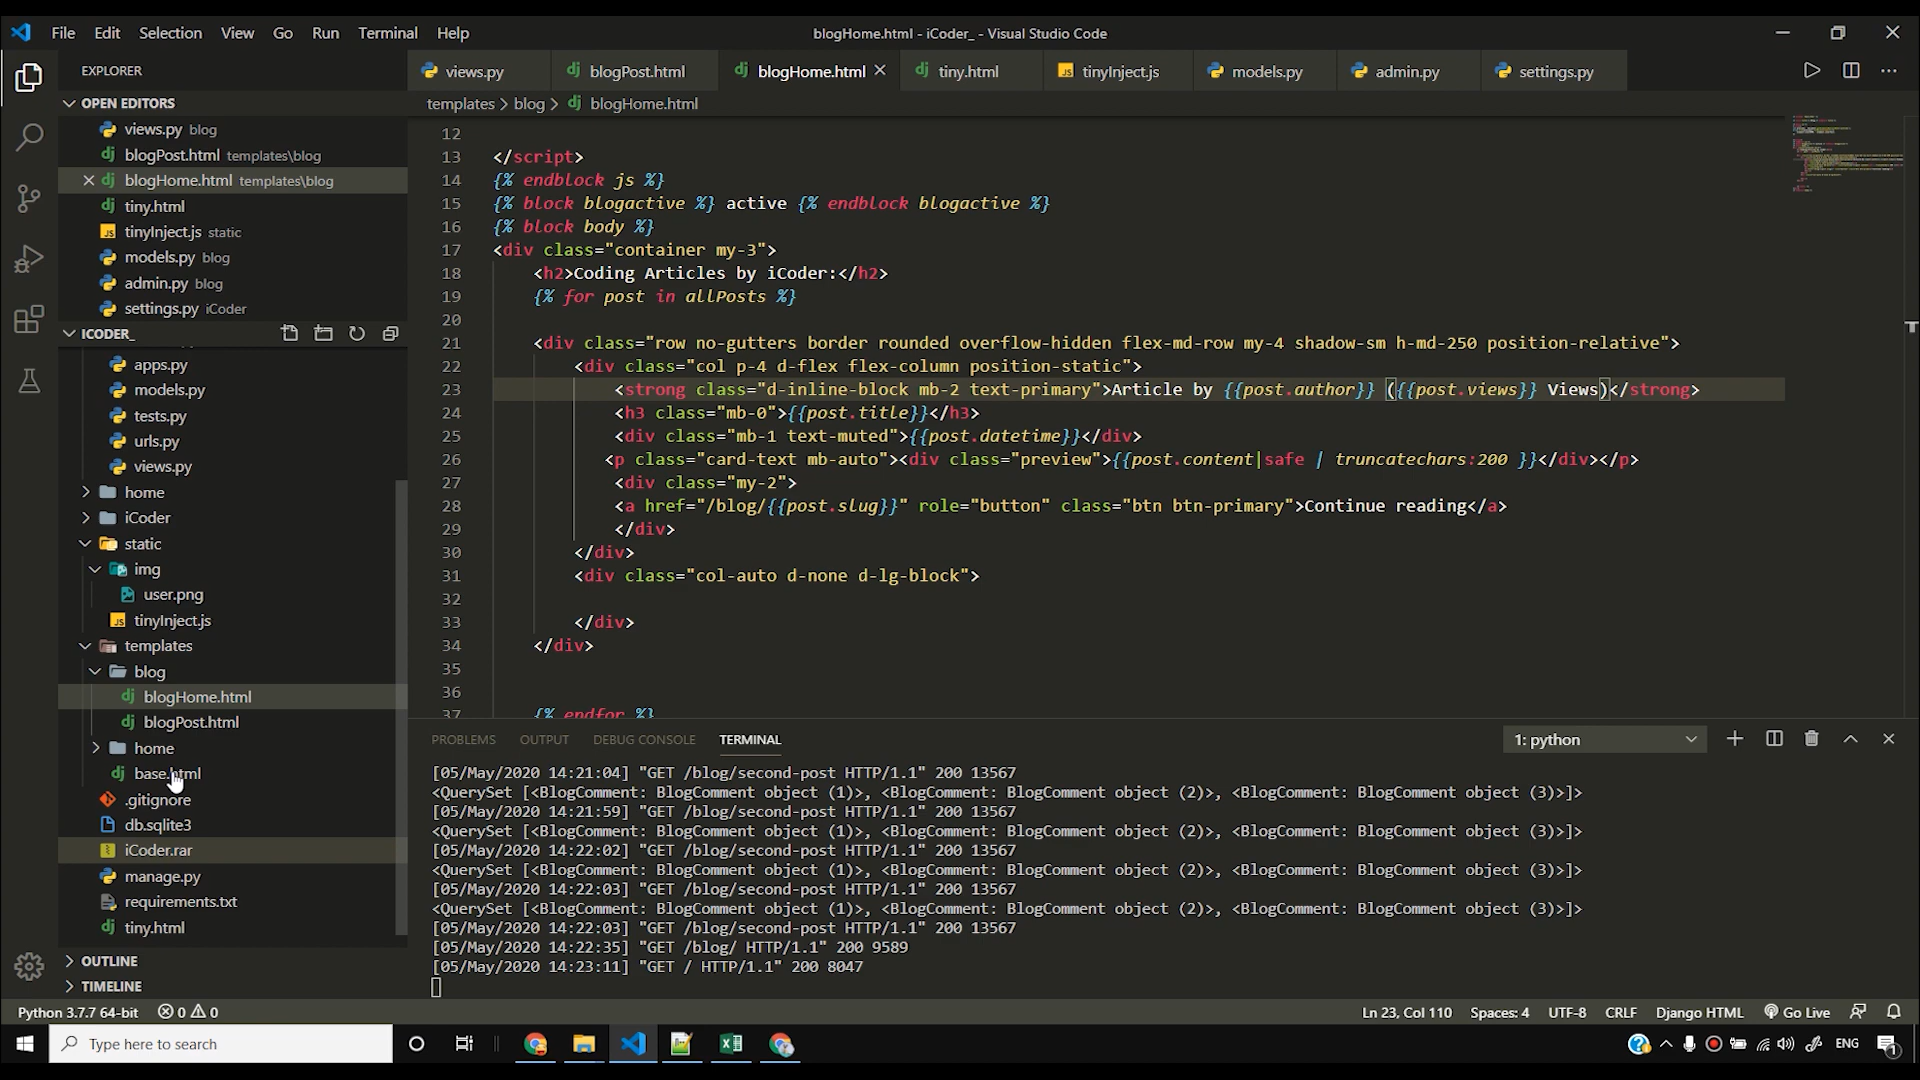 File Edit Selection View Go Run Terminal Help
blogHome.html - iCoder_ - Visual Studio Code
EXPLORER
OPEN EDITORS
views.py blog
blogPost.html templates\blog
blogHome.html templates\blog
tiny.html
tinyInject.js static
models.py blog
admin.py blog
settings.py iCoder
ICODER_
apps.py
models.py
tests.py
urls.py
views.py
home
iCoder
static
img
user.png
tinyInject.js
templates
blog
blogHome.html
blogPost.html
home
base.html
.gitignore
db.sqlite3
iCoder.rar
manage.py
requirements.txt
tiny.html
OUTLINE
TIMELINE
views.py blogPost.html blogHome.html tiny.html tinyInject.js models.py admin.py settings.py
templates > blog > blogHome.html
12
13 </script>
14 {% endblock js %}
15 {% block blogactive %} active {% endblock blogactive %}
16 {% block body %}
17 <div class="container my-3">
18 <h2>Coding Articles by iCoder:</h2>
19 {% for post in allPosts %}
20
21 <div class="row no-gutters border rounded overflow-hidden flex-md-row my-4 shadow-sm h-md-250 position-relative">
22 <div class="col p-4 d-flex flex-column position-static">
23 <strong class="d-inline-block mb-2 text-primary">Article by {{post.author}} ({{post.views}} Views)</strong>
24 <h3 class="mb-0">{{post.title}}</h3>
25 <div class="mb-1 text-muted">{{post.datetime}}</div>
26 <p class="card-text mb-auto"><div class="preview">{{post.content|safe | truncatechars:200 }}</div></p>
27 <div class="my-2">
28 <a href="/blog/{{post.slug}}" role="button" class="btn btn-primary">Continue reading</a>
29 </div>
30 </div>
31 <div class="col-auto d-none d-lg-block">
32
33 </div>
34 </div>
35
36
37 {% endfor %}
PROBLEMS OUTPUT DEBUG CONSOLE TERMINAL
1: python
[05/May/2020 14:21:04] "GET /blog/second-post HTTP/1.1" 200 13567
<QuerySet [<BlogComment: BlogComment object (1)>, <BlogComment: BlogComment object (2)>, <BlogComment: BlogComment object (3)>]>
[05/May/2020 14:21:59] "GET /blog/second-post HTTP/1.1" 200 13567
<QuerySet [<BlogComment: BlogComment object (1)>, <BlogComment: BlogComment object (2)>, <BlogComment: BlogComment object (3)>]>
[05/May/2020 14:22:02] "GET /blog/second-post HTTP/1.1" 200 13567
<QuerySet [<BlogComment: BlogComment object (1)>, <BlogComment: BlogComment object (2)>, <BlogComment: BlogComment object (3)>]>
[05/May/2020 14:22:03] "GET /blog/second-post HTTP/1.1" 200 13567
<QuerySet [<BlogComment: BlogComment object (1)>, <BlogComment: BlogComment object (2)>, <BlogComment: BlogComment object (3)>]>
[05/May/2020 14:22:03] "GET /blog/second-post HTTP/1.1" 200 13567
[05/May/2020 14:22:35] "GET /blog/ HTTP/1.1" 200 9589
[05/May/2020 14:23:11] "GET / HTTP/1.1" 200 8047
Python 3.7.7 64-bit 0 0
Ln 23, Col 110 Spaces: 4 UTF-8 CRLF Django HTML Go Live
Type here to search
ENG
1